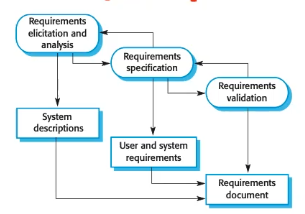 Requirements
elicitation and
analysis
Requirements
specification
Requirements
validation
System
descriptions
User and system
requirements
Requirements
document